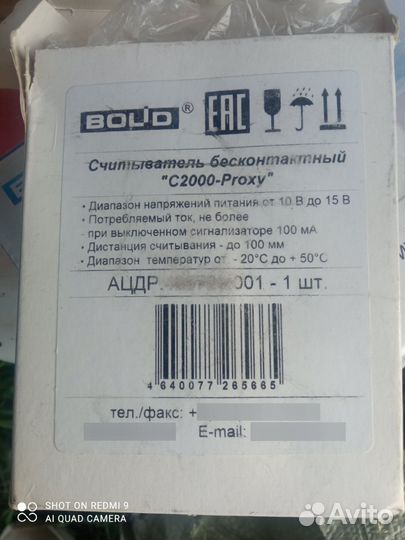 BOLID ® EAC
Считыватель бесконтактный
"С2000-Proxy"
• Диапазон напряжений питания от 10 В до 15 В
• Потребляемый ток, не более
при выключенном сигнализаторе 100 мА
• Дистанция считывания - до 100 мм
• Диапазон температур от - 20°С до + 50°С
АЦДР. 001 - 1 шт.
4 640077 265665
тел./факс: +
E-mail:
SHOT ON REDMI 9
AI QUAD CAMERA
Avito